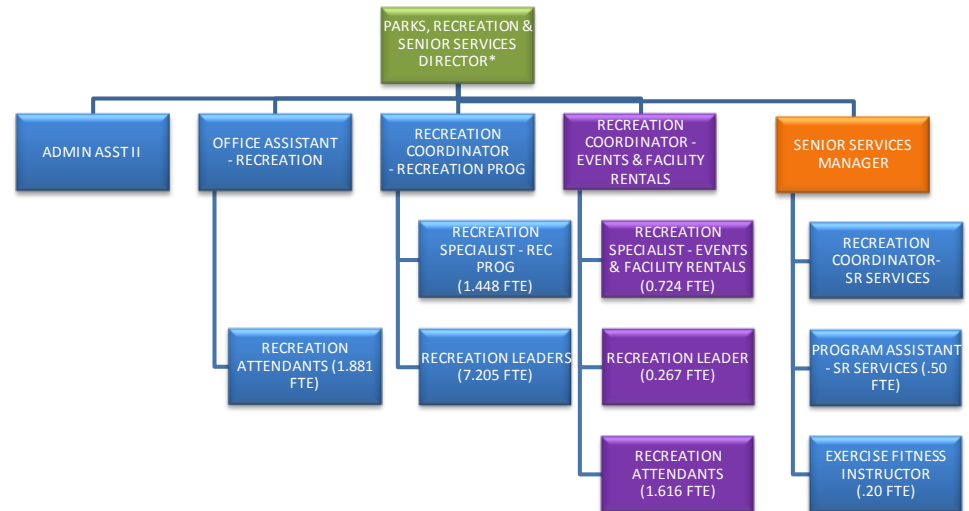 PARKS, RECREATION &
SENIOR SERVICES
DIRECTOR*
ADMIN ASST II
OFFICE ASSISTANT
- RECREATION
RECREATION
COORDINATOR
- RECREATION PROG
RECREATION
COORDINATOR -
EVENTS & FACILITY
RENTALS
SENIOR SERVICES
MANAGER
RECREATION
SPECIALIST - REC
PROG
(1.448 FTE)
RECREATION
SPECIALIST - EVENTS
& FACILITY RENTALS
(0.724 FTE)
RECREATION
COORDINATOR-
SR SERVICES
RECREATION
ATTENDANTS (1.881
FTE)
RECREATION LEADERS
(7.205 FTE)
RECREATION LEADER
(0.267 FTE)
PROGRAM ASSISTANT
- SR SERVICES (.50
FTE)
RECREATION
ATTENDANTS
(1.616 FTE)
EXERCISE FITNESS
INSTRUCTOR
(.20 FTE)